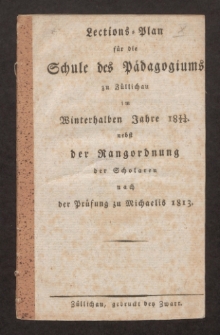 Lections-Plan
für die
Schule des Pädagogiums
zu Züllichau
im
Winterhalben Jahre 18
nebst
der Rangordnung
der Scholaren
nach
der Prüfung zu Michaelis 1813.
Züllichau, gedruckt bey Zwarr.